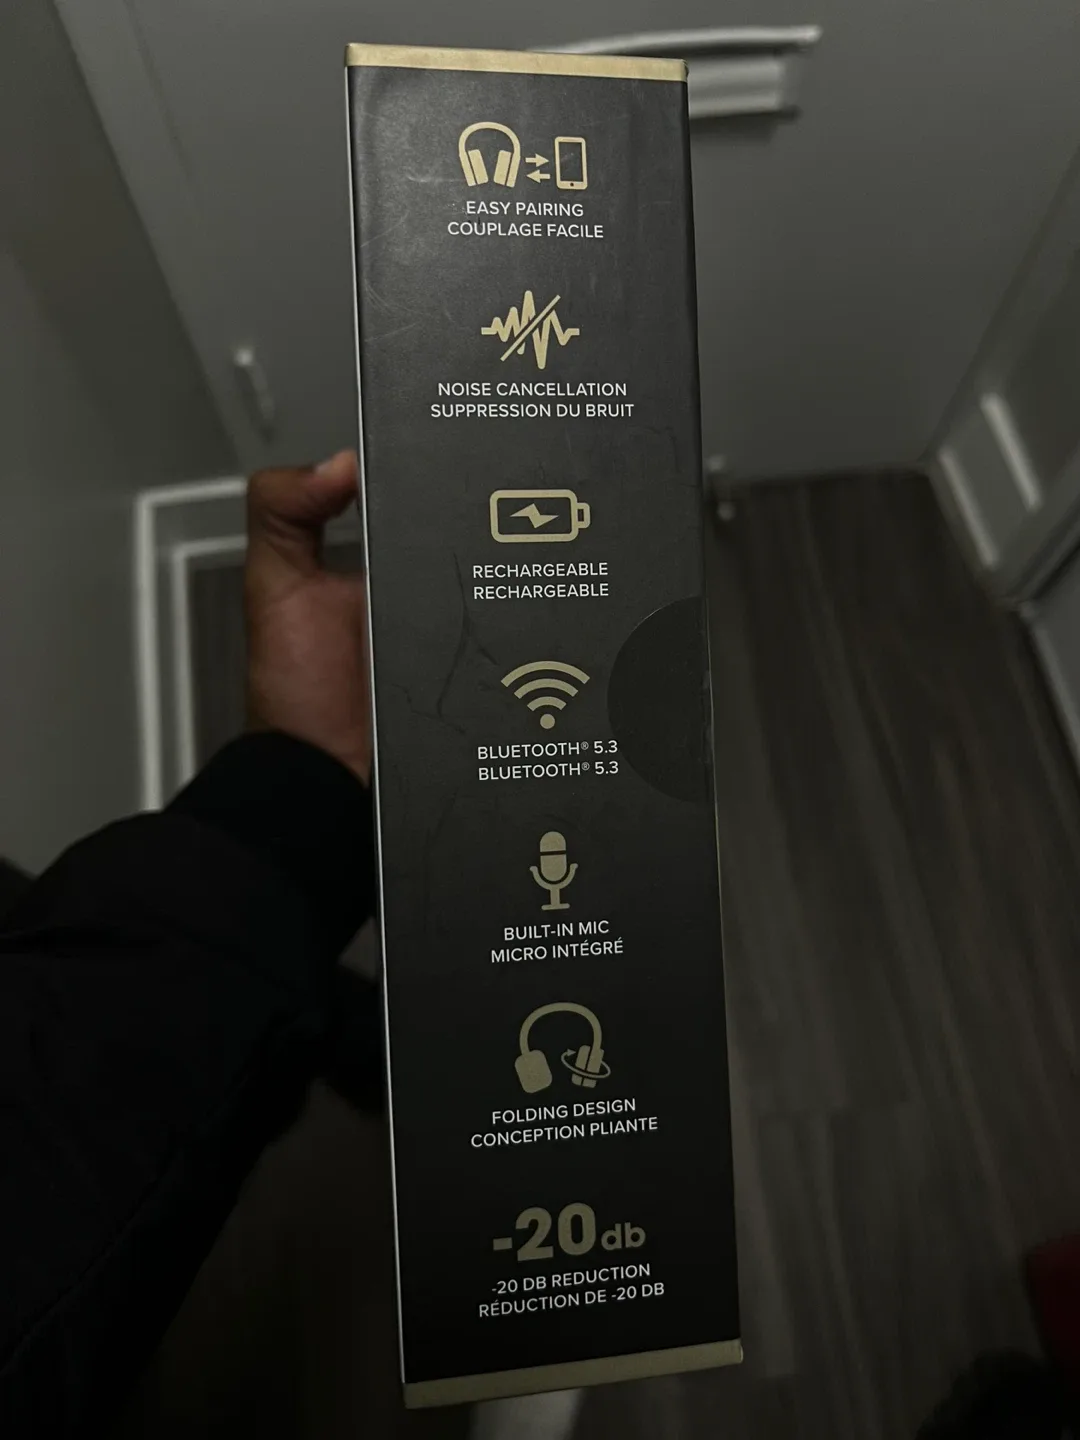 EASY PAIRING
COUPLAGE FACILE
NOISE CANCELLATION
SUPPRESSION DU BRUIT
RECHARGEABLE
RECHARGEABLE
BLUETOOTH® 5.3
BLUETOOTH® 5.3
BUILT-IN MIC
MICRO INTÉGRÉ
FOLDING DESIGN
CONCEPTION PLIANTE
-20db
-20 DB REDUCTION
RÉDUCTION DE -20 DB